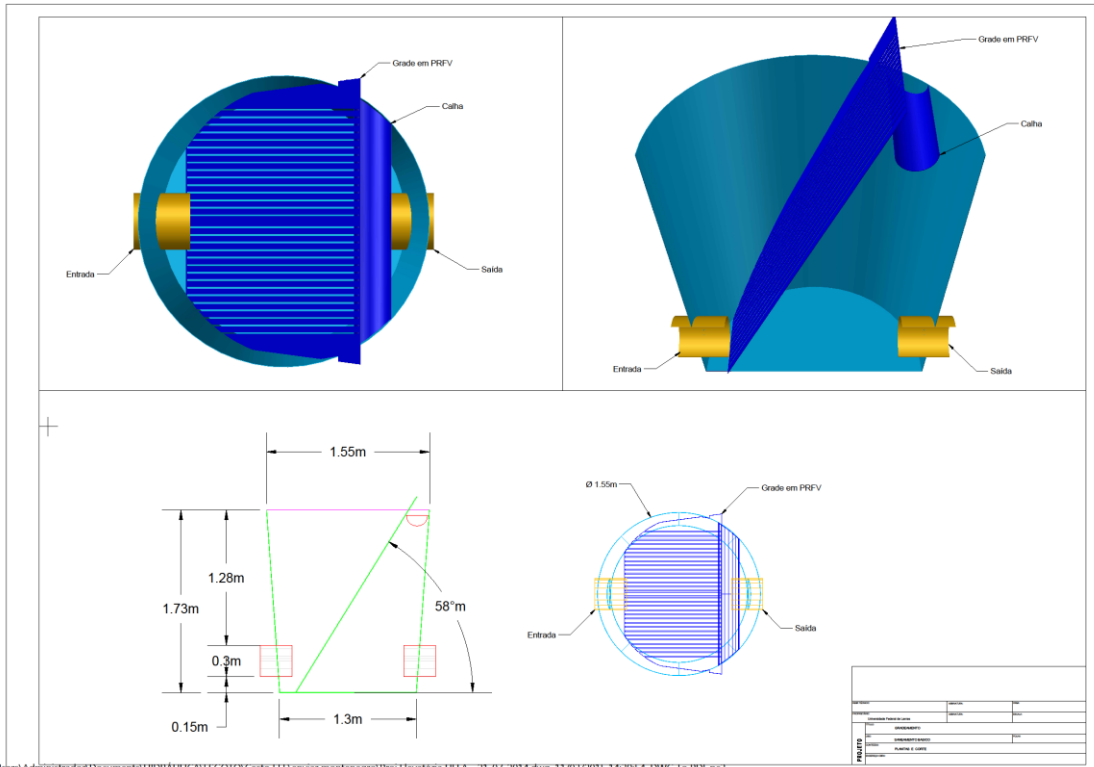 Grade em PRFV
Calha
Entrada
Saída
Grade em PRFV
Calha
Entrada
Saída
1.55m
1.28m
1.73m
0.3m
0.15m
1.3m
58°m
Ø 1.55m
Grade em PRFV
Entrada
Saída
Universidade Federal de Lavras
PROJETO
GRADEAMENTO
PLANTAS E CORTE